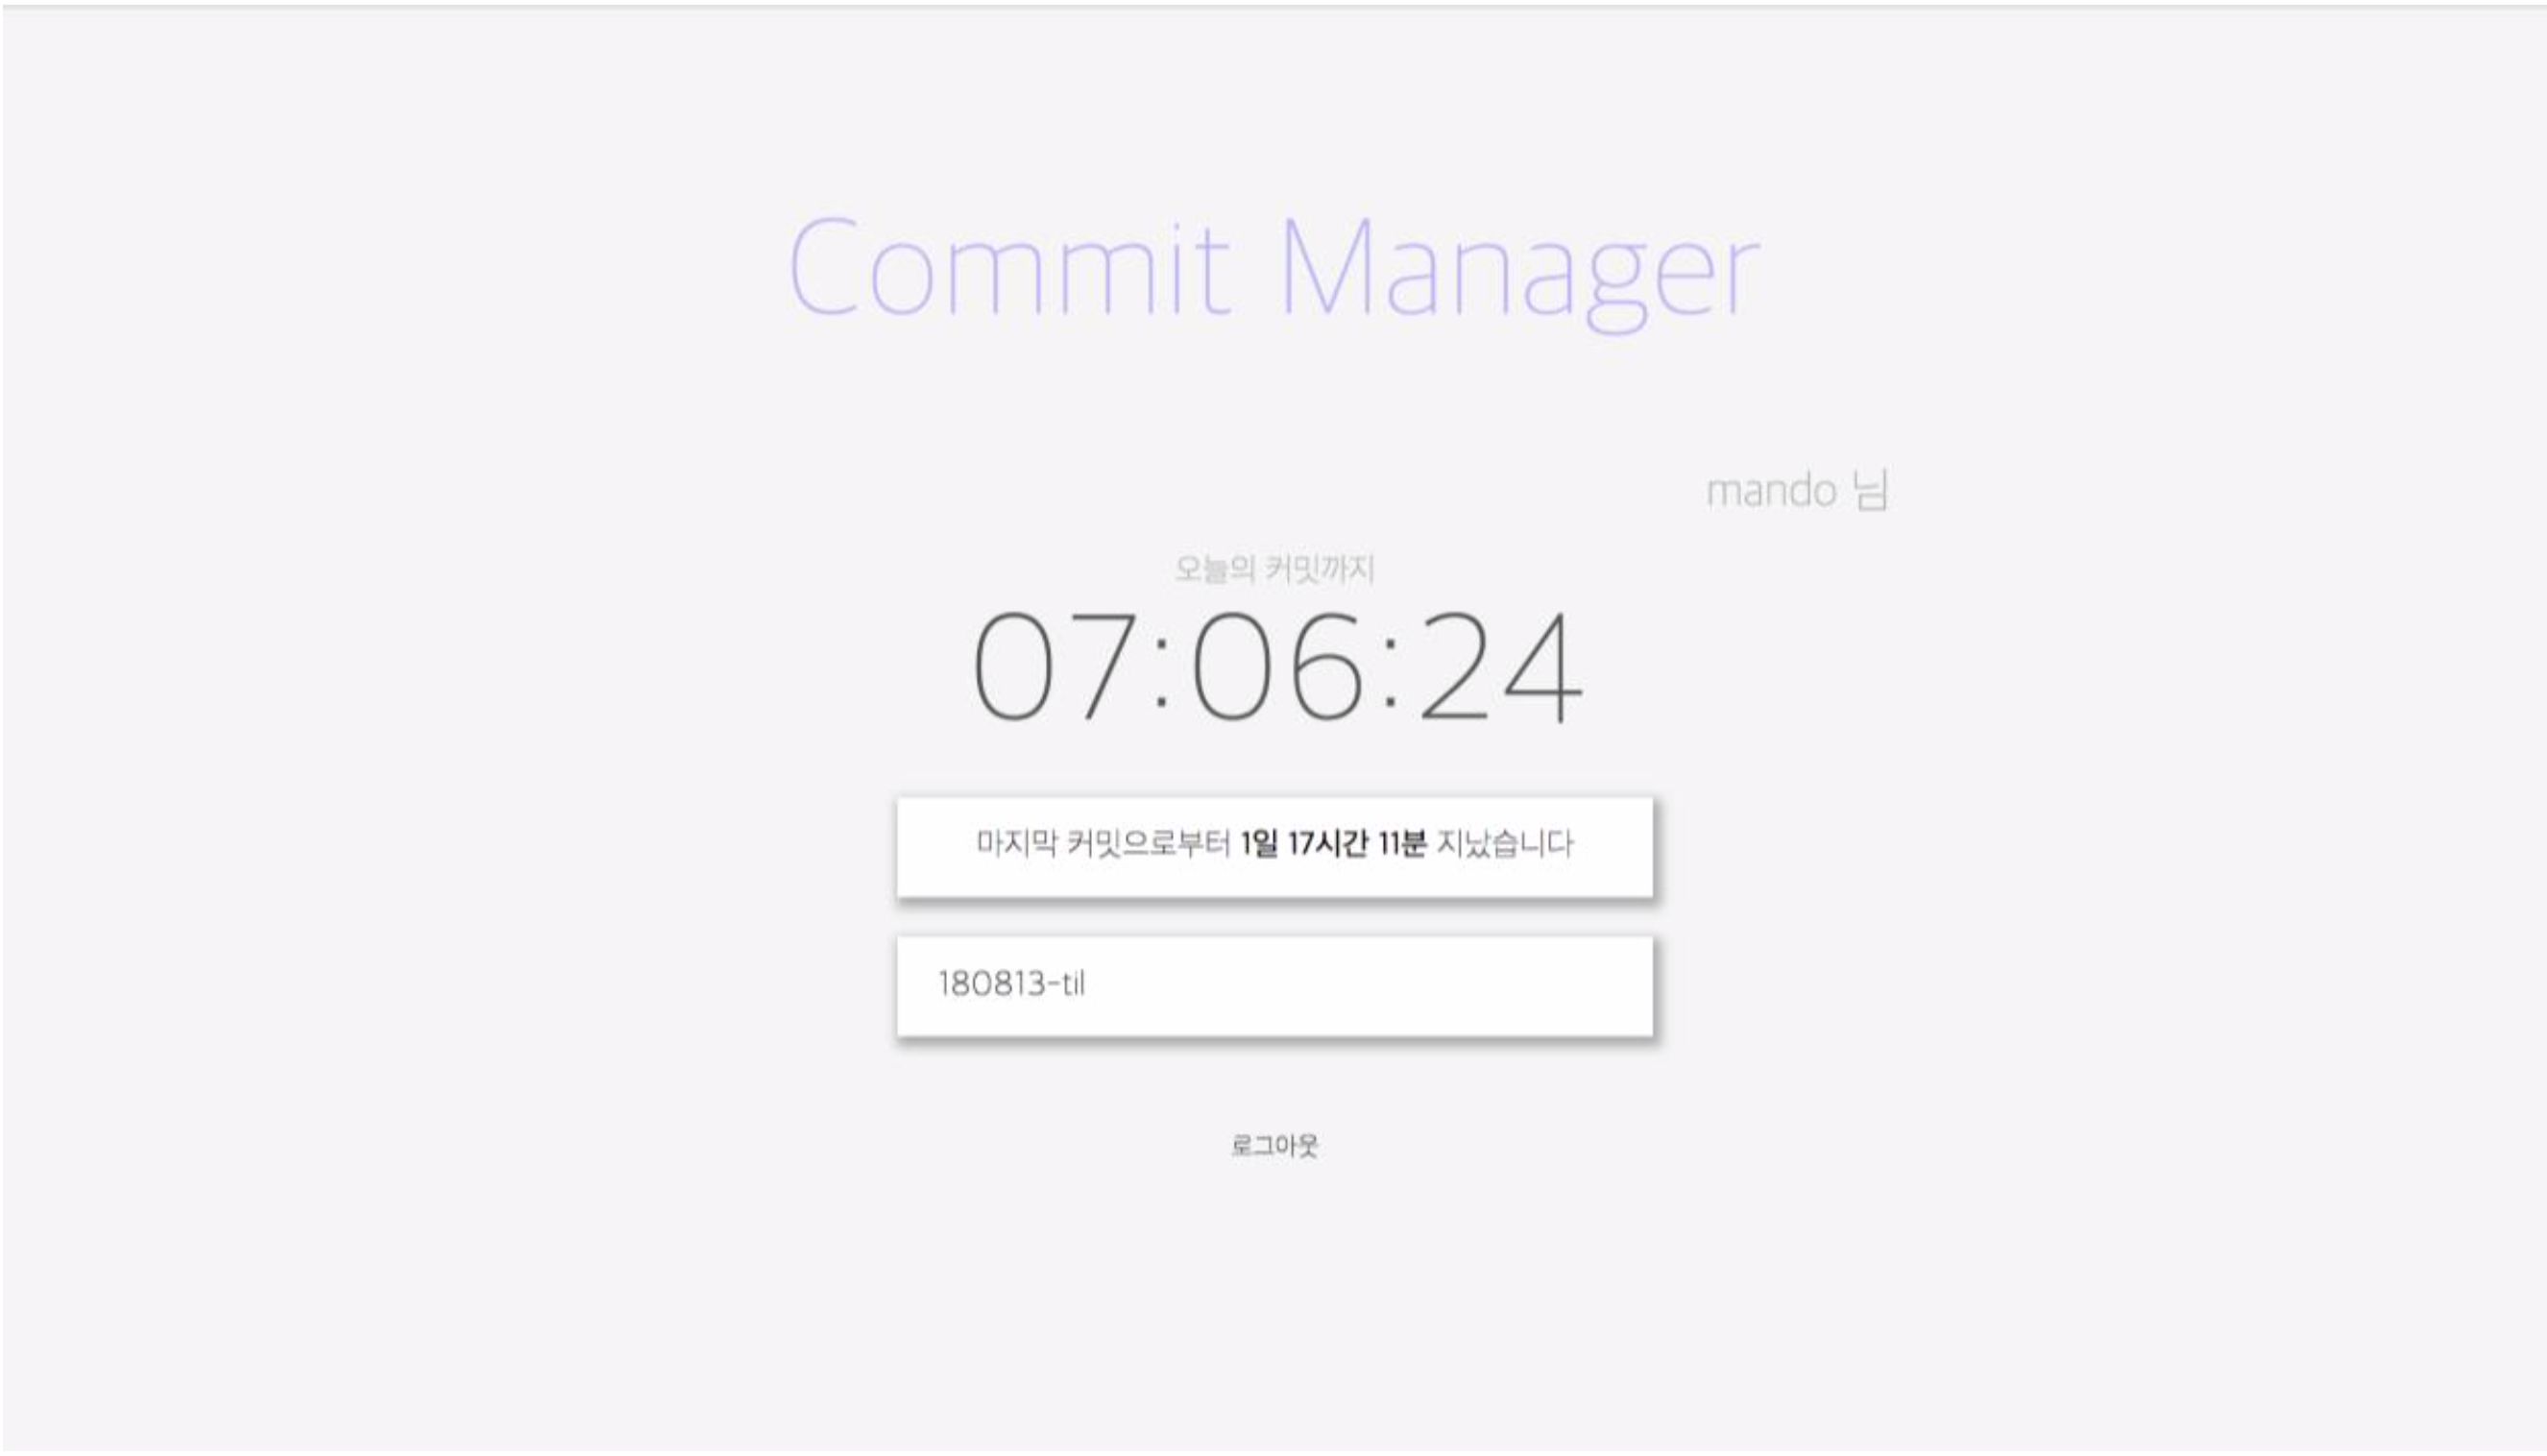 Commit Manager
mando 님
오늘의 커밋까지
07:06:24
마지막 커밋으로부터 1일 17시간 11분 지났습니다
180813-til
로그아웃